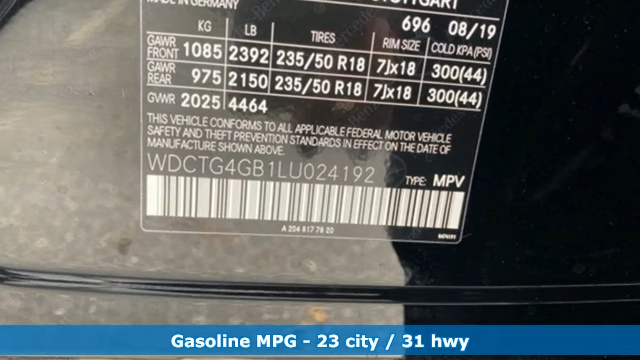 MADE IN GERMANY
696 08/19
KG LB TIRES RIM SIZE COLD KPA(PSI)
GAWR FRONT 1085 2392 235/50 R18 7Jx18 300(44)
GAWR REAR 975 2150 235/50 R18 7Jx18 300(44)
GVWR 2025 4464
THIS VEHICLE CONFORMS TO ALL APPLICABLE FEDERAL MOTOR VEHICLE
SAFETY AND THEFT PREVENTION STANDARDS IN EFFECT ON THE DATE OF
MANUFACTURE SHOWN ABOVE.
WDCTG4GB1LU024192 TYPE: MPV
A 204 817 78 20
Gasoline MPG - 23 city / 31 hwy